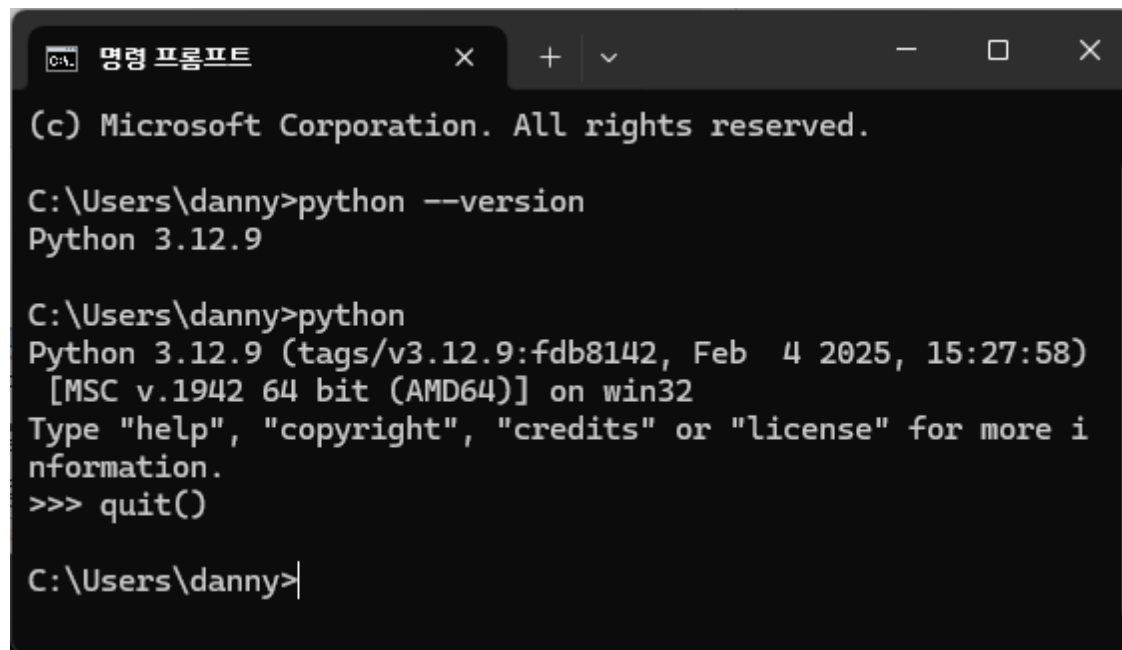 명령 프롬프트
(c) Microsoft Corporation. All rights reserved.
C:\Users\danny>python --version
Python 3.12.9
C:\Users\danny>python
Python 3.12.9 (tags/v3.12.9:fdb8142, Feb  4 2025, 15:27:58)
 [MSC v.1942 64 bit (AMD64)] on win32
Type "help", "copyright", "credits" or "license" for more i
nformation.
>>> quit()
C:\Users\danny>